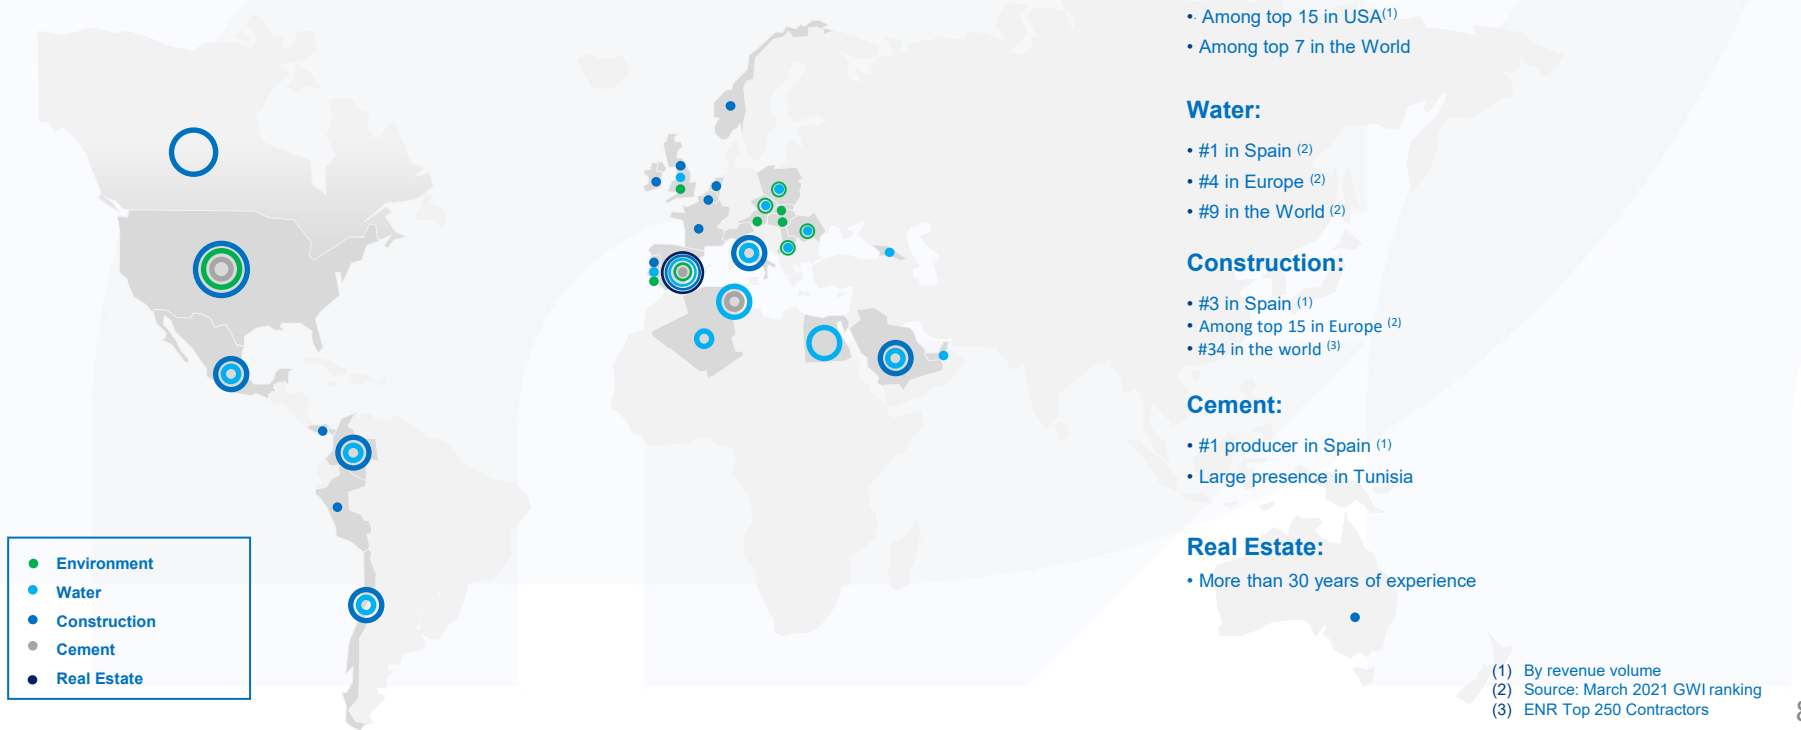 •. Among top 15 in USA(1)
• Among top 7 in the World
Water:
• #1 in Spain (2)
• #4 in Europe (2)
• #9 in the World (2)
Construction:
• #3 in Spain (1)
• Among top 15 in Europe (2)
• #34 in the world (3)
Cement:
• #1 producer in Spain (1)
• Large presence in Tunisia
Real Estate:
• More than 30 years of experience
Environment
Water
Construction
Cement
Real Estate
(1) By revenue volume
(2) Source: March 2021 GWI ranking
(3) ENR Top 250 Contractors